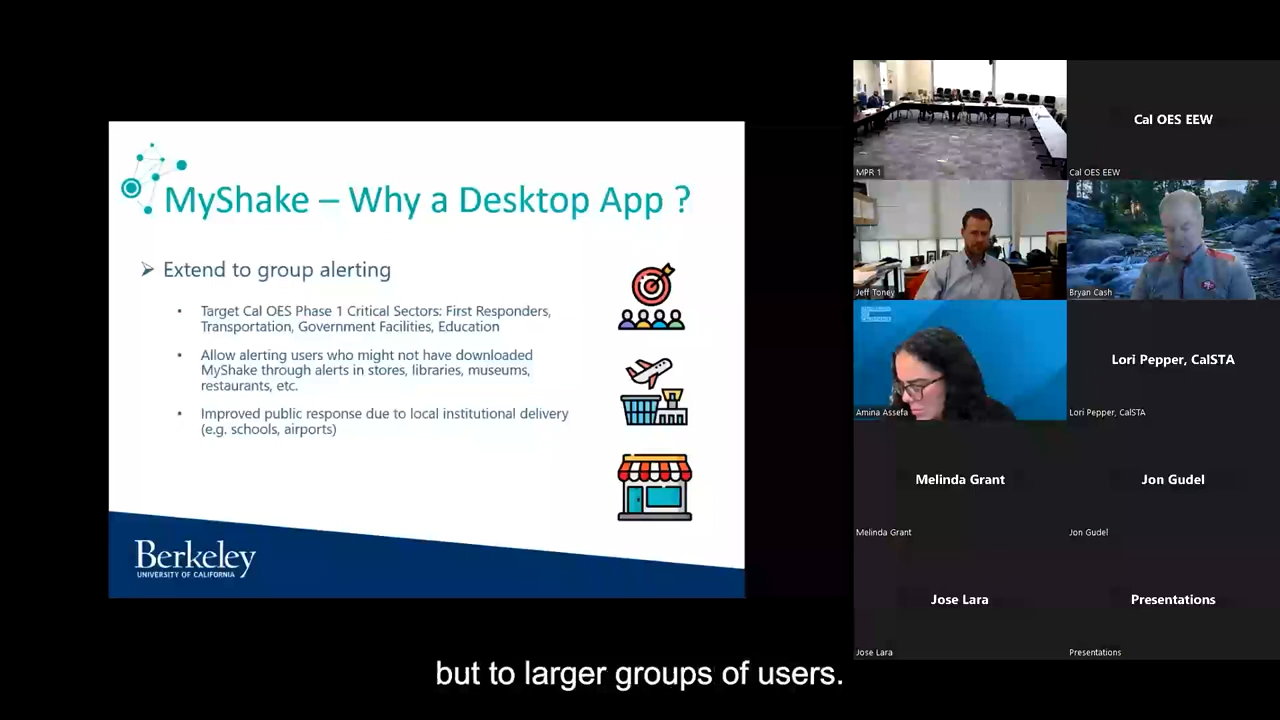 MyShake – Why a Desktop App ?
➢ Extend to group alerting
• Target Cal OES Phase 1 Critical Sectors: First Responders,
Transportation, Government Facilities, Education
• Allow alerting users who might not have downloaded
MyShake through alerts in stores, libraries, museums,
restaurants, etc.
• Improved public response due to local institutional delivery
(e.g. schools, airports)
Berkeley
UNIVERSITY OF CALIFORNIA
MPR 1
Cal OES EEW
Cal OES EEW
Jeff Toney
Bryan Cash
Amina Assefa
Lori Pepper, CalSTA
Lori Pepper, CalSTA
Melinda Grant
Melinda Grant
Jon Gudel
Jon Gudel
Jose Lara
Jose Lara
Presentations
Presentations
but to larger groups of users.